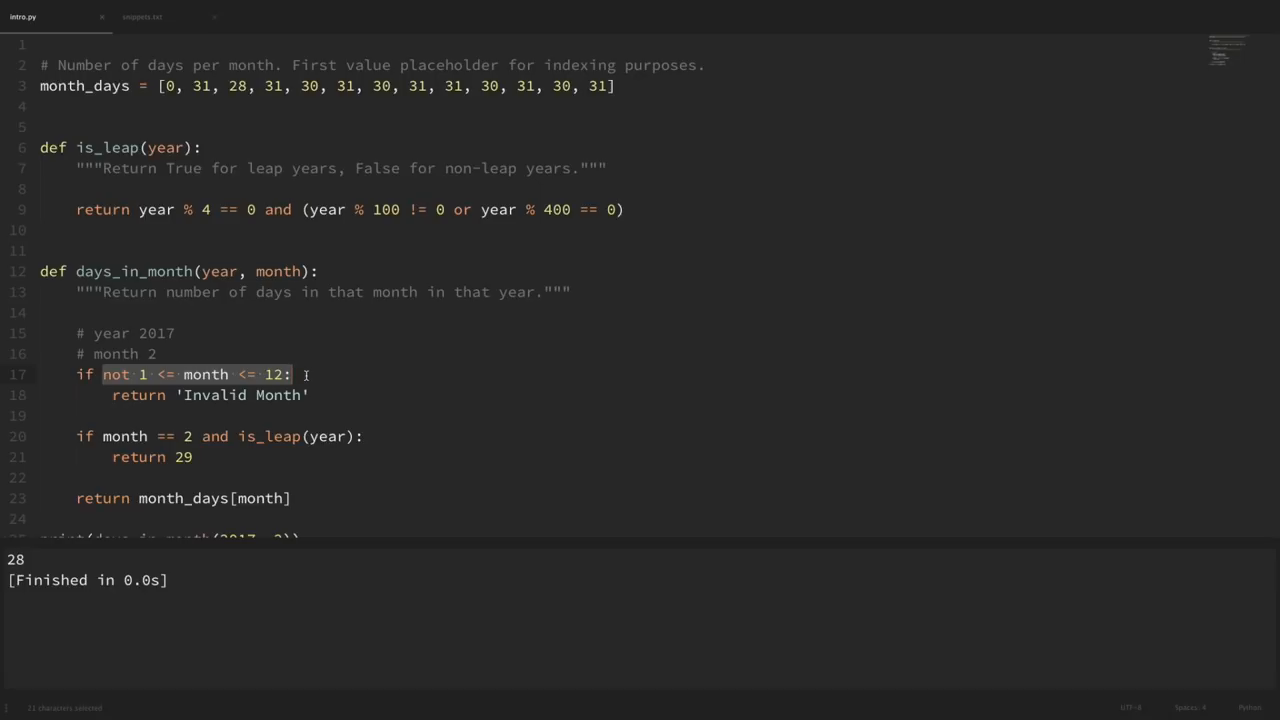 intro.py × snippets.txt ×
1
2 # Number of days per month. First value placeholder for indexing purposes.
3 month_days = [0, 31, 28, 31, 30, 31, 30, 31, 31, 30, 31, 30, 31]
4
5
6 def is_leap(year):
7     """Return True for leap years, False for non-leap years."""
8
9     return year % 4 == 0 and (year % 100 != 0 or year % 400 == 0)
10
11
12 def days_in_month(year, month):
13     """Return number of days in that month in that year."""
14
15     # year 2017
16     # month 2
17     if not 1 <= month <= 12:
18         return 'Invalid Month'
19
20     if month == 2 and is_leap(year):
21         return 29
22
23     return month_days[month]
24
25 print(days_in_month(2017, 2))
28
[Finished in 0.0s]
21 characters selected UTF-8 Spaces: 4 Python